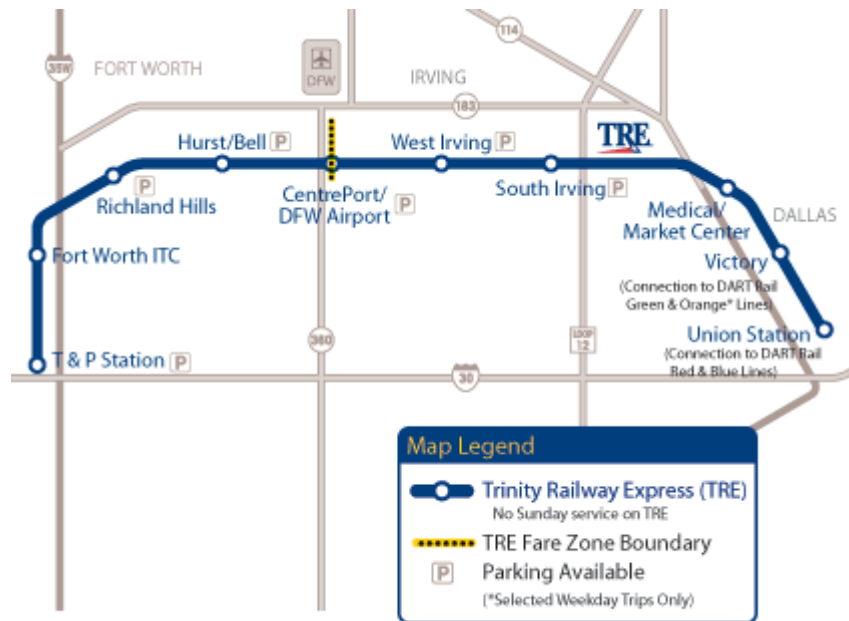 114
35W
FORT WORTH
DFW
IRVING
183
TRE
Hurst/Bell P
West Irving P
P
Richland Hills
CentrePort/
DFW Airport P
South Irving P
Medical/
Market Center
DALLAS
Fort Worth ITC
Victory
(Connection to DART Rail
Green & Orange* Lines)
360
LOOP
12
Union Station
(Connection to DART Rail
Red & Blue Lines)
T & P Station P
30
Map Legend
Trinity Railway Express (TRE)
No Sunday service on TRE
TRE Fare Zone Boundary
P Parking Available
(*Selected Weekday Trips Only)